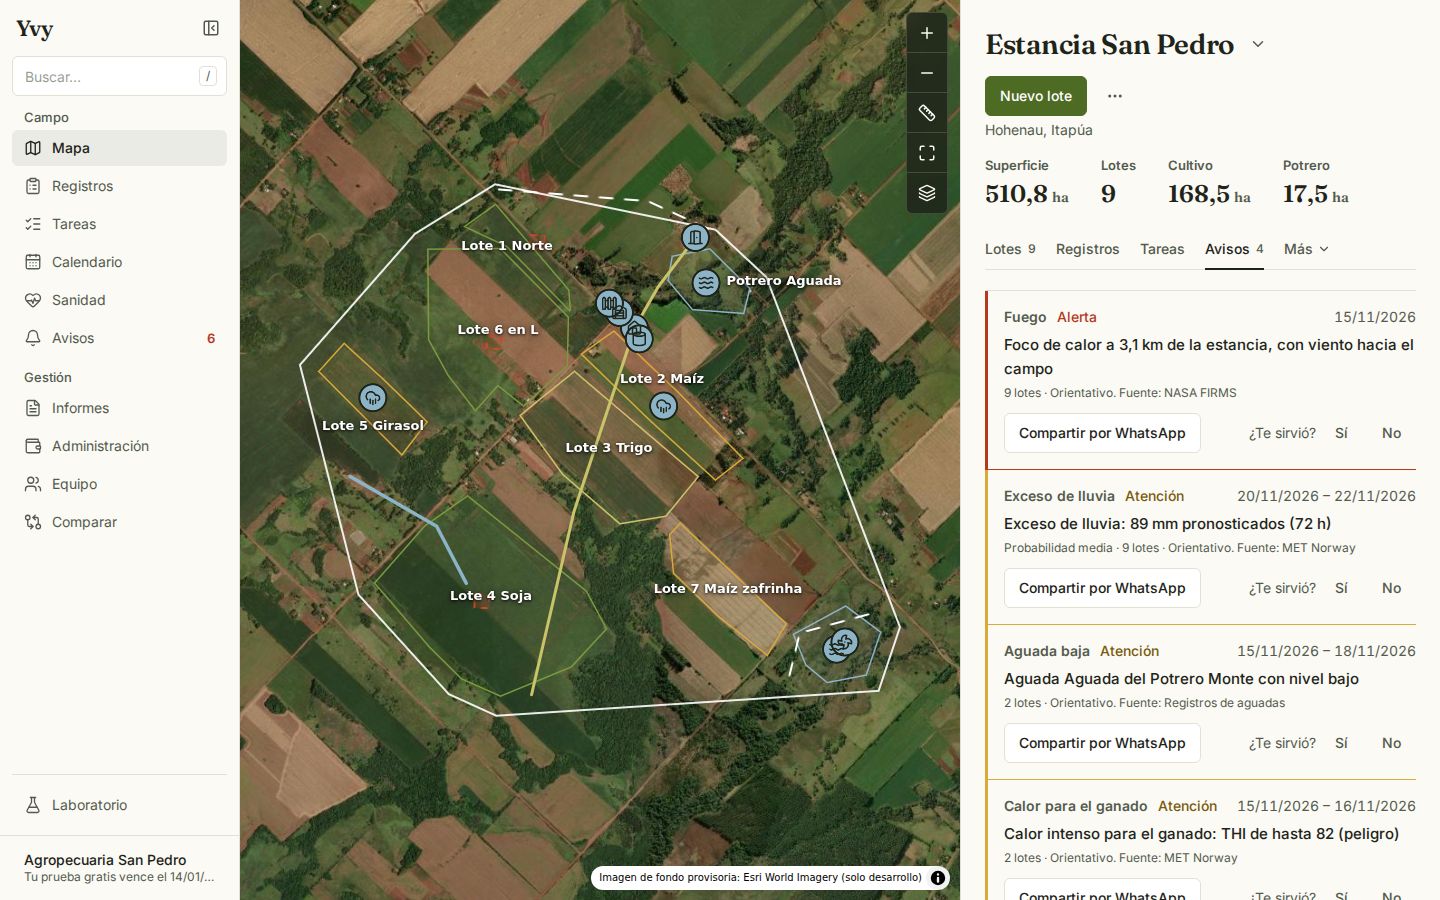 Yvy
Buscar...
/
Campo
Mapa
Registros
Tareas
Calendario
Sanidad
Avisos 6
Gestión
Informes
Administración
Equipo
Comparar
Laboratorio
Agropecuaria San Pedro
Tu prueba gratis vence el 14/01/...
Lote 1 Norte
Potrero Aguada
Lote 6 en L
Lote 2 Maíz
Lote 5 Girasol
Lote 3 Trigo
Lote 4 Soja
Lote 7 Maíz zafrinha
Imagen de fondo provisoria: Esri World Imagery (solo desarrollo)
Estancia San Pedro
Nuevo lote
Hohenau, Itapúa
Superficie Lotes Cultivo Potrero
510,8 ha 9 168,5 ha 17,5 ha
Lotes 9 Registros Tareas Avisos 4 Más
Fuego Alerta 15/11/2026
Foco de calor a 3,1 km de la estancia, con viento hacia el
campo
9 lotes · Orientativo. Fuente: NASA FIRMS
Compartir por WhatsApp ¿Te sirvió? Sí No
Exceso de lluvia Atención 20/11/2026 – 22/11/2026
Exceso de lluvia: 89 mm pronosticados (72 h)
Probabilidad media · 9 lotes · Orientativo. Fuente: MET Norway
Compartir por WhatsApp ¿Te sirvió? Sí No
Aguada baja Atención 15/11/2026 – 18/11/2026
Aguada Aguada del Potrero Monte con nivel bajo
2 lotes · Orientativo. Fuente: Registros de aguadas
Compartir por WhatsApp ¿Te sirvió? Sí No
Calor para el ganado Atención 15/11/2026 – 16/11/2026
Calor intenso para el ganado: THI de hasta 82 (peligro)
2 lotes · Orientativo. Fuente: MET Norway
Compartir por WhatsApp ¿Te sirvió? Sí No